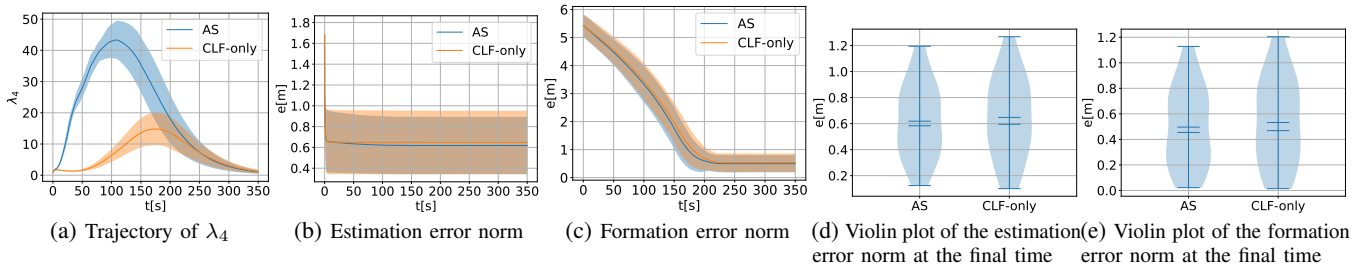 50
40
30
20
10
0
λ4
0 50 100 150 200 250 300 350
t[s]
AS
CLF-only
(a) Trajectory of λ4
1.8
1.6
1.4
1.2
1.0
0.8
0.6
0.4
e[m]
0 50 100 150 200 250 300 350
t[s]
AS
CLF-only
(b) Estimation error norm
6
5
4
3
2
1
0
e[m]
0 50 100 150 200 250 300 350
t[s]
AS
CLF-only
(c) Formation error norm
1.2
1.0
0.8
0.6
0.4
0.2
e[m]
AS CLF-only
(d) Violin plot of the estimation
error norm at the final time
1.2
1.0
0.8
0.6
0.4
0.2
0.0
e[m]
AS CLF-only
(e) Violin plot of the formation
error norm at the final time